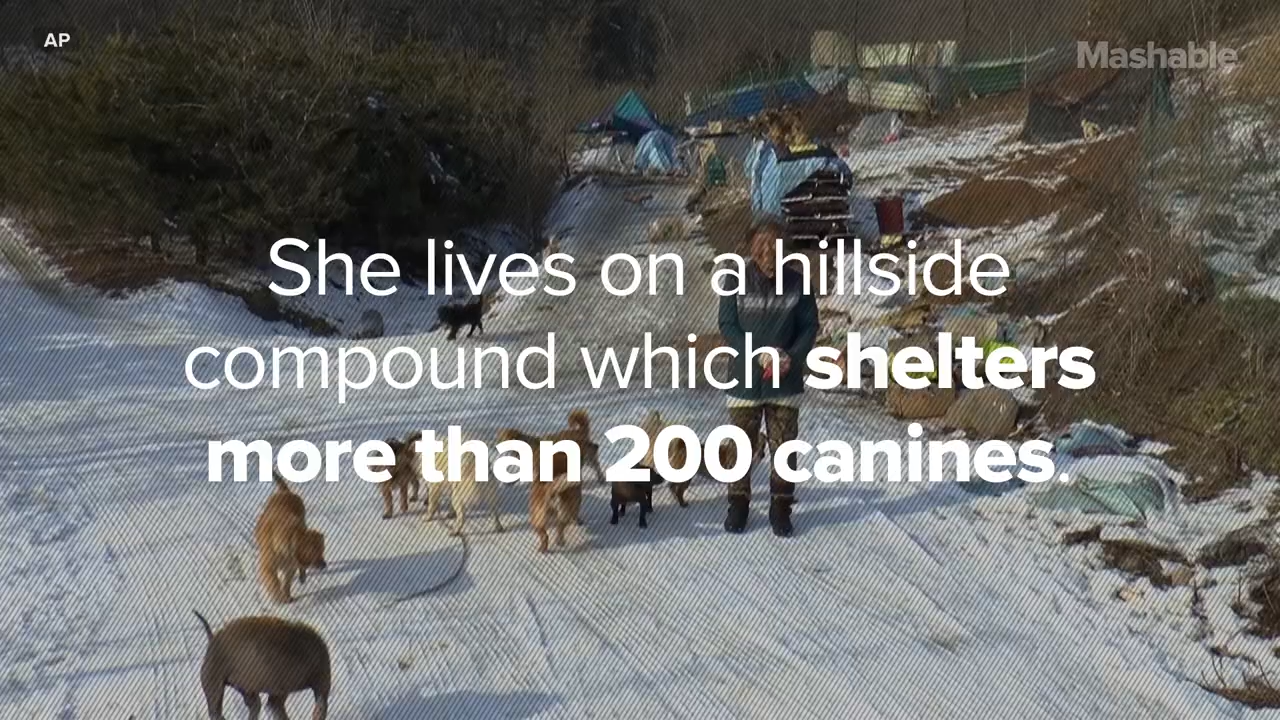 AP
Mashable
She lives on a hillside
compound which shelters
more than 200 canines.